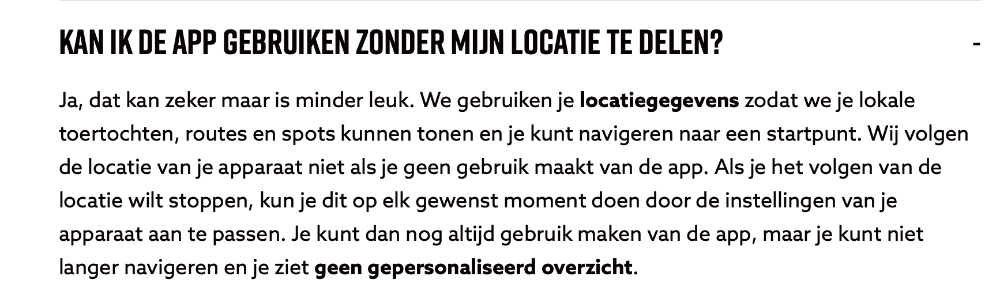 KAN IK DE APP GEBRUIKEN ZONDER MIJN LOCATIE TE DELEN? -
Ja, dat kan zeker maar is minder leuk. We gebruiken je locatiegegevens zodat we je lokale
toertochten, routes en spots kunnen tonen en je kunt navigeren naar een startpunt. Wij volgen
de locatie van je apparaat niet als je geen gebruik maakt van de app. Als je het volgen van de
locatie wilt stoppen, kun je dit op elk gewenst moment doen door de instellingen van je
apparaat aan te passen. Je kunt dan nog altijd gebruik maken van de app, maar je kunt niet
langer navigeren en je ziet geen gepersonaliseerd overzicht.